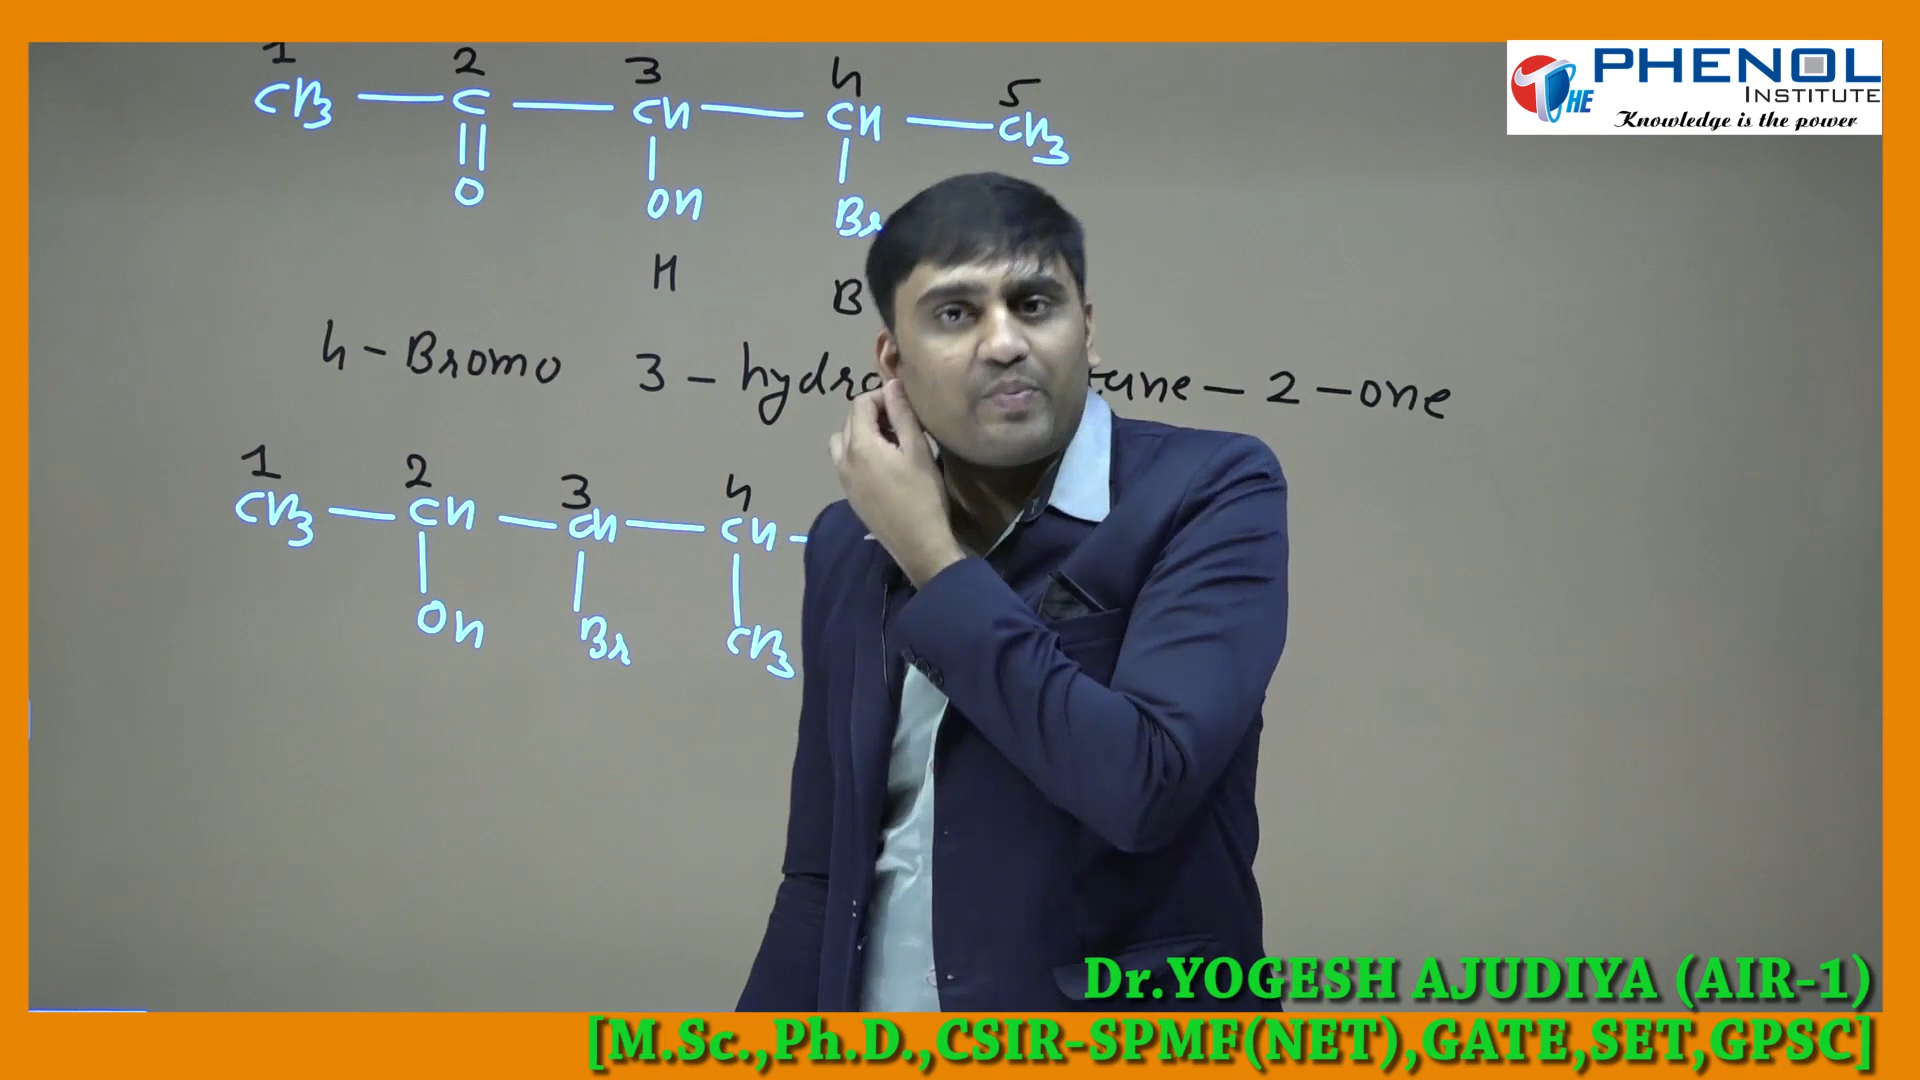 1 2 3 4 5
CH3 — C — CH — CH — CH3
O OH Br
H B
4 - Bromo 3 - - 2 - one
1 2 3 4
CH3 — CH — CH — CH -
OH Br CH3
THE PHENOL
INSTITUTE
Knowledge is the power
Dr.YOGESH AJUDIYA (AIR-1)
[M.Sc.,Ph.D.,CSIR-SPMF(NET),GATE,SET,GPSC]